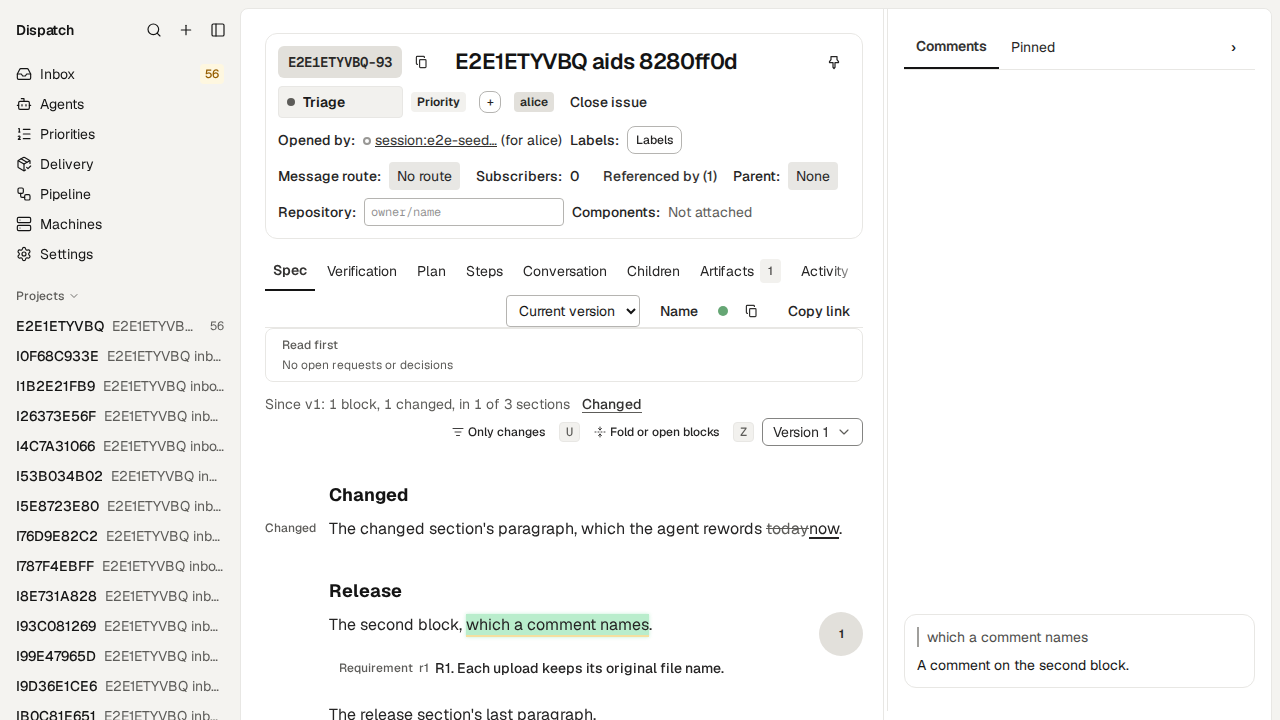 Dispatch
Inbox 56
Agents
Priorities
Delivery
Pipeline
Machines
Settings
Projects
E2E1ETYVBQ E2E1ETYVB... 56
I0F68C933E E2E1ETYVBQ inb...
I1B2E21FB9 E2E1ETYVBQ inbo...
I26373E56F E2E1ETYVBQ inb...
I4C7A31066 E2E1ETYVBQ inbo...
I53B034B02 E2E1ETYVBQ in...
I5E8723E80 E2E1ETYVBQ inb...
I76D9E82C2 E2E1ETYVBQ inb...
I787F4EBFF E2E1ETYVBQ inbo...
I8E731A828 E2E1ETYVBQ inb...
I93C081269 E2E1ETYVBQ inb...
I99E47965D E2E1ETYVBQ inb...
I9D36E1CE6 E2E1ETYVBQ inb...
IB0C81E651 E2E1ETYVBQ inb...
E2E1ETYVBQ-93 E2E1ETYVBQ aids 8280ff0d
Triage Priority + alice Close issue
Opened by: session:e2e-seed... (for alice) Labels: Labels
Message route: No route Subscribers: 0 Referenced by (1) Parent: None
Repository: owner/name Components: Not attached
Spec Verification Plan Steps Conversation Children Artifacts 1 Activity
Current version Name Copy link
Read first
No open requests or decisions
Since v1: 1 block, 1 changed, in 1 of 3 sections Changed
Only changes U Fold or open blocks Z Version 1
Changed
Changed The changed section's paragraph, which the agent rewords todaynow.
Release
The second block, which a comment names. 1
Requirement r1 R1. Each upload keeps its original file name.
The release section's last paragraph.
Comments Pinned ›
which a comment names
A comment on the second block.